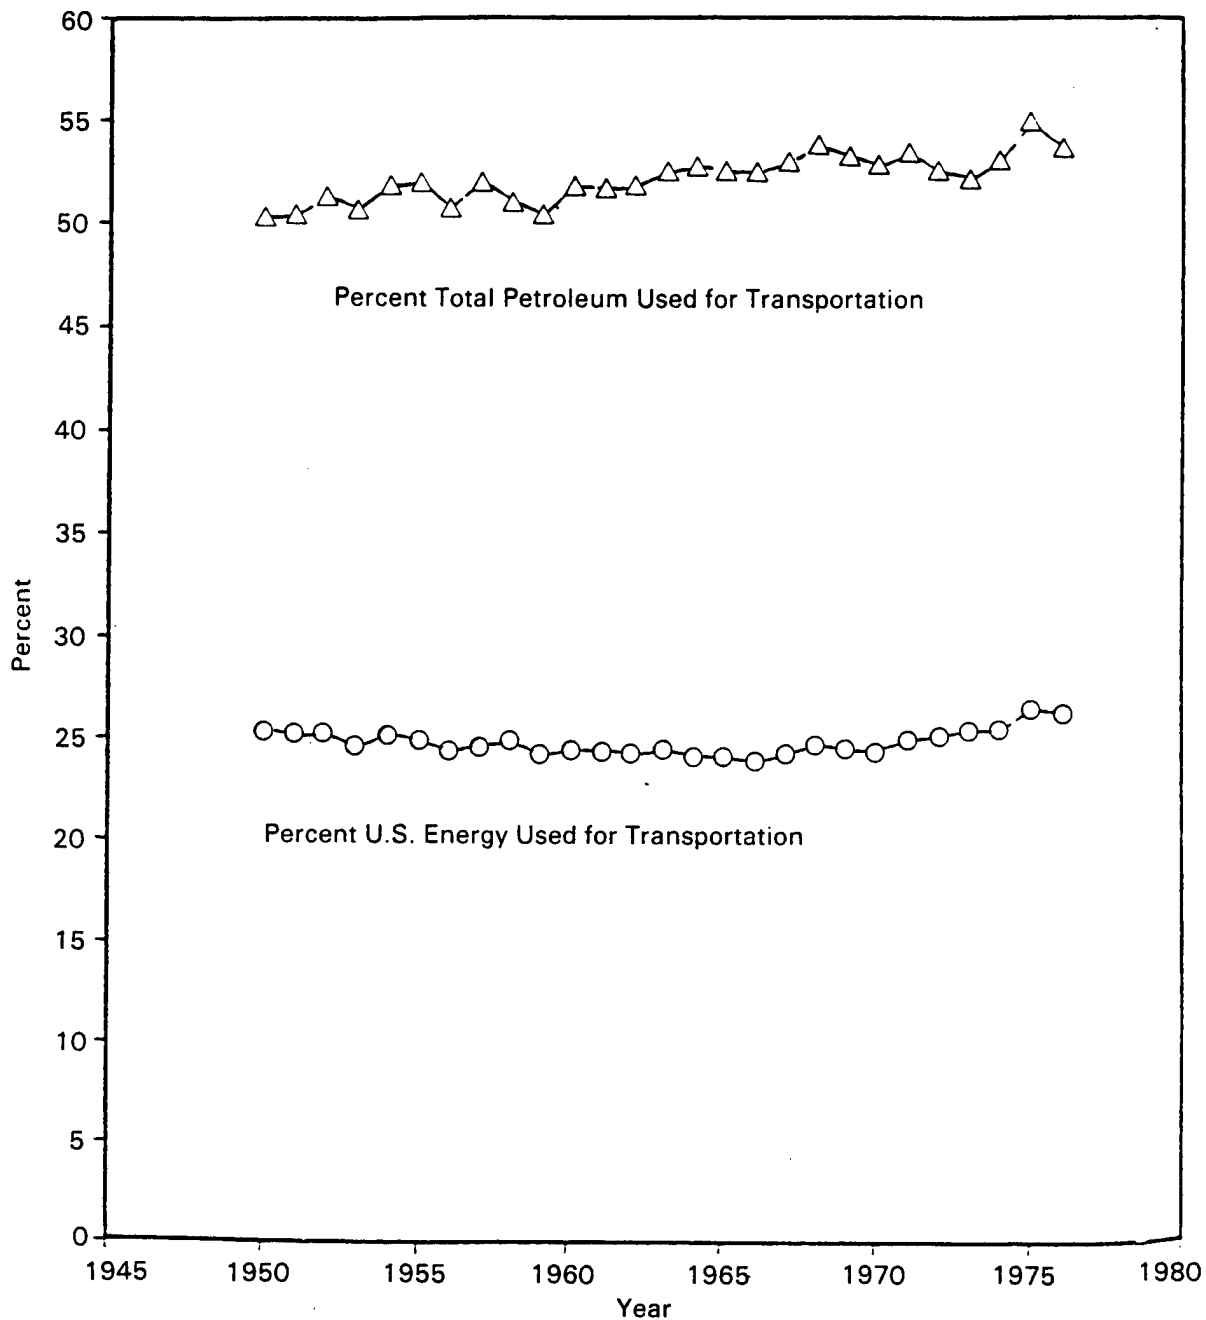 60
55
50
Percent Total Petroleum Used for Transportation
45
40
35
Percent
30
25
Percent U.S. Energy Used for Transportation
20
15
10
5
0
1945 1950 1955 1960 1965 1970 1975 1980
Year